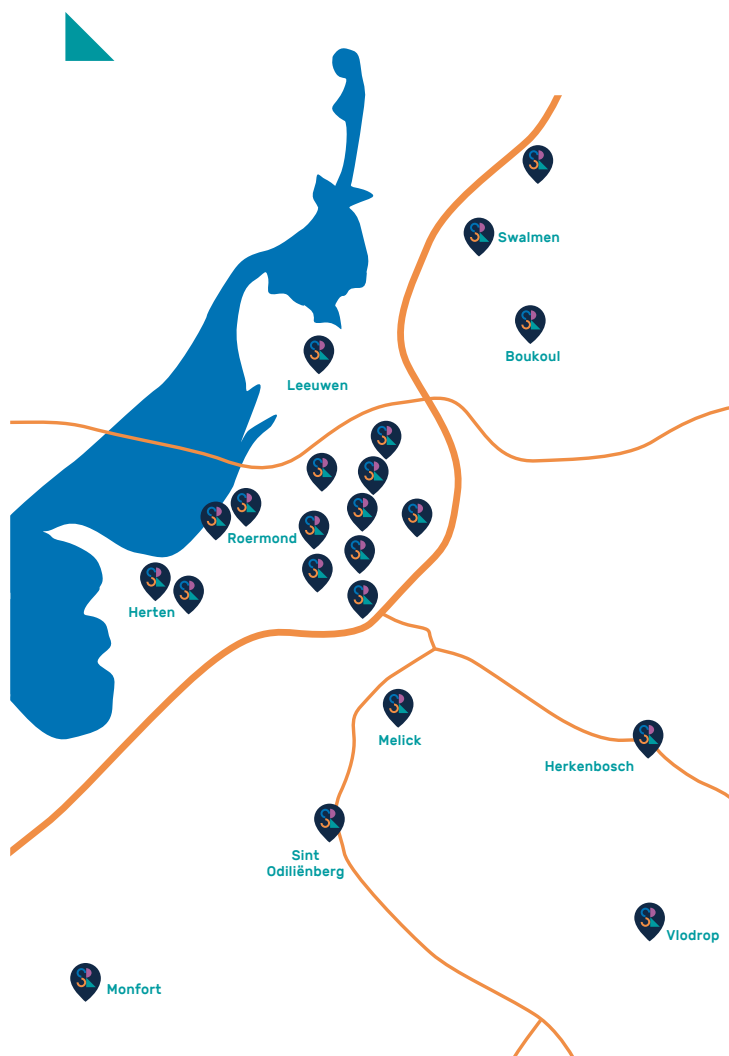 Swalmen
Boukoul
Leeuwen
Roermond
Herten
Melick
Herkenbosch
Sint
Odiliënberg
Vlodrop
Monfort